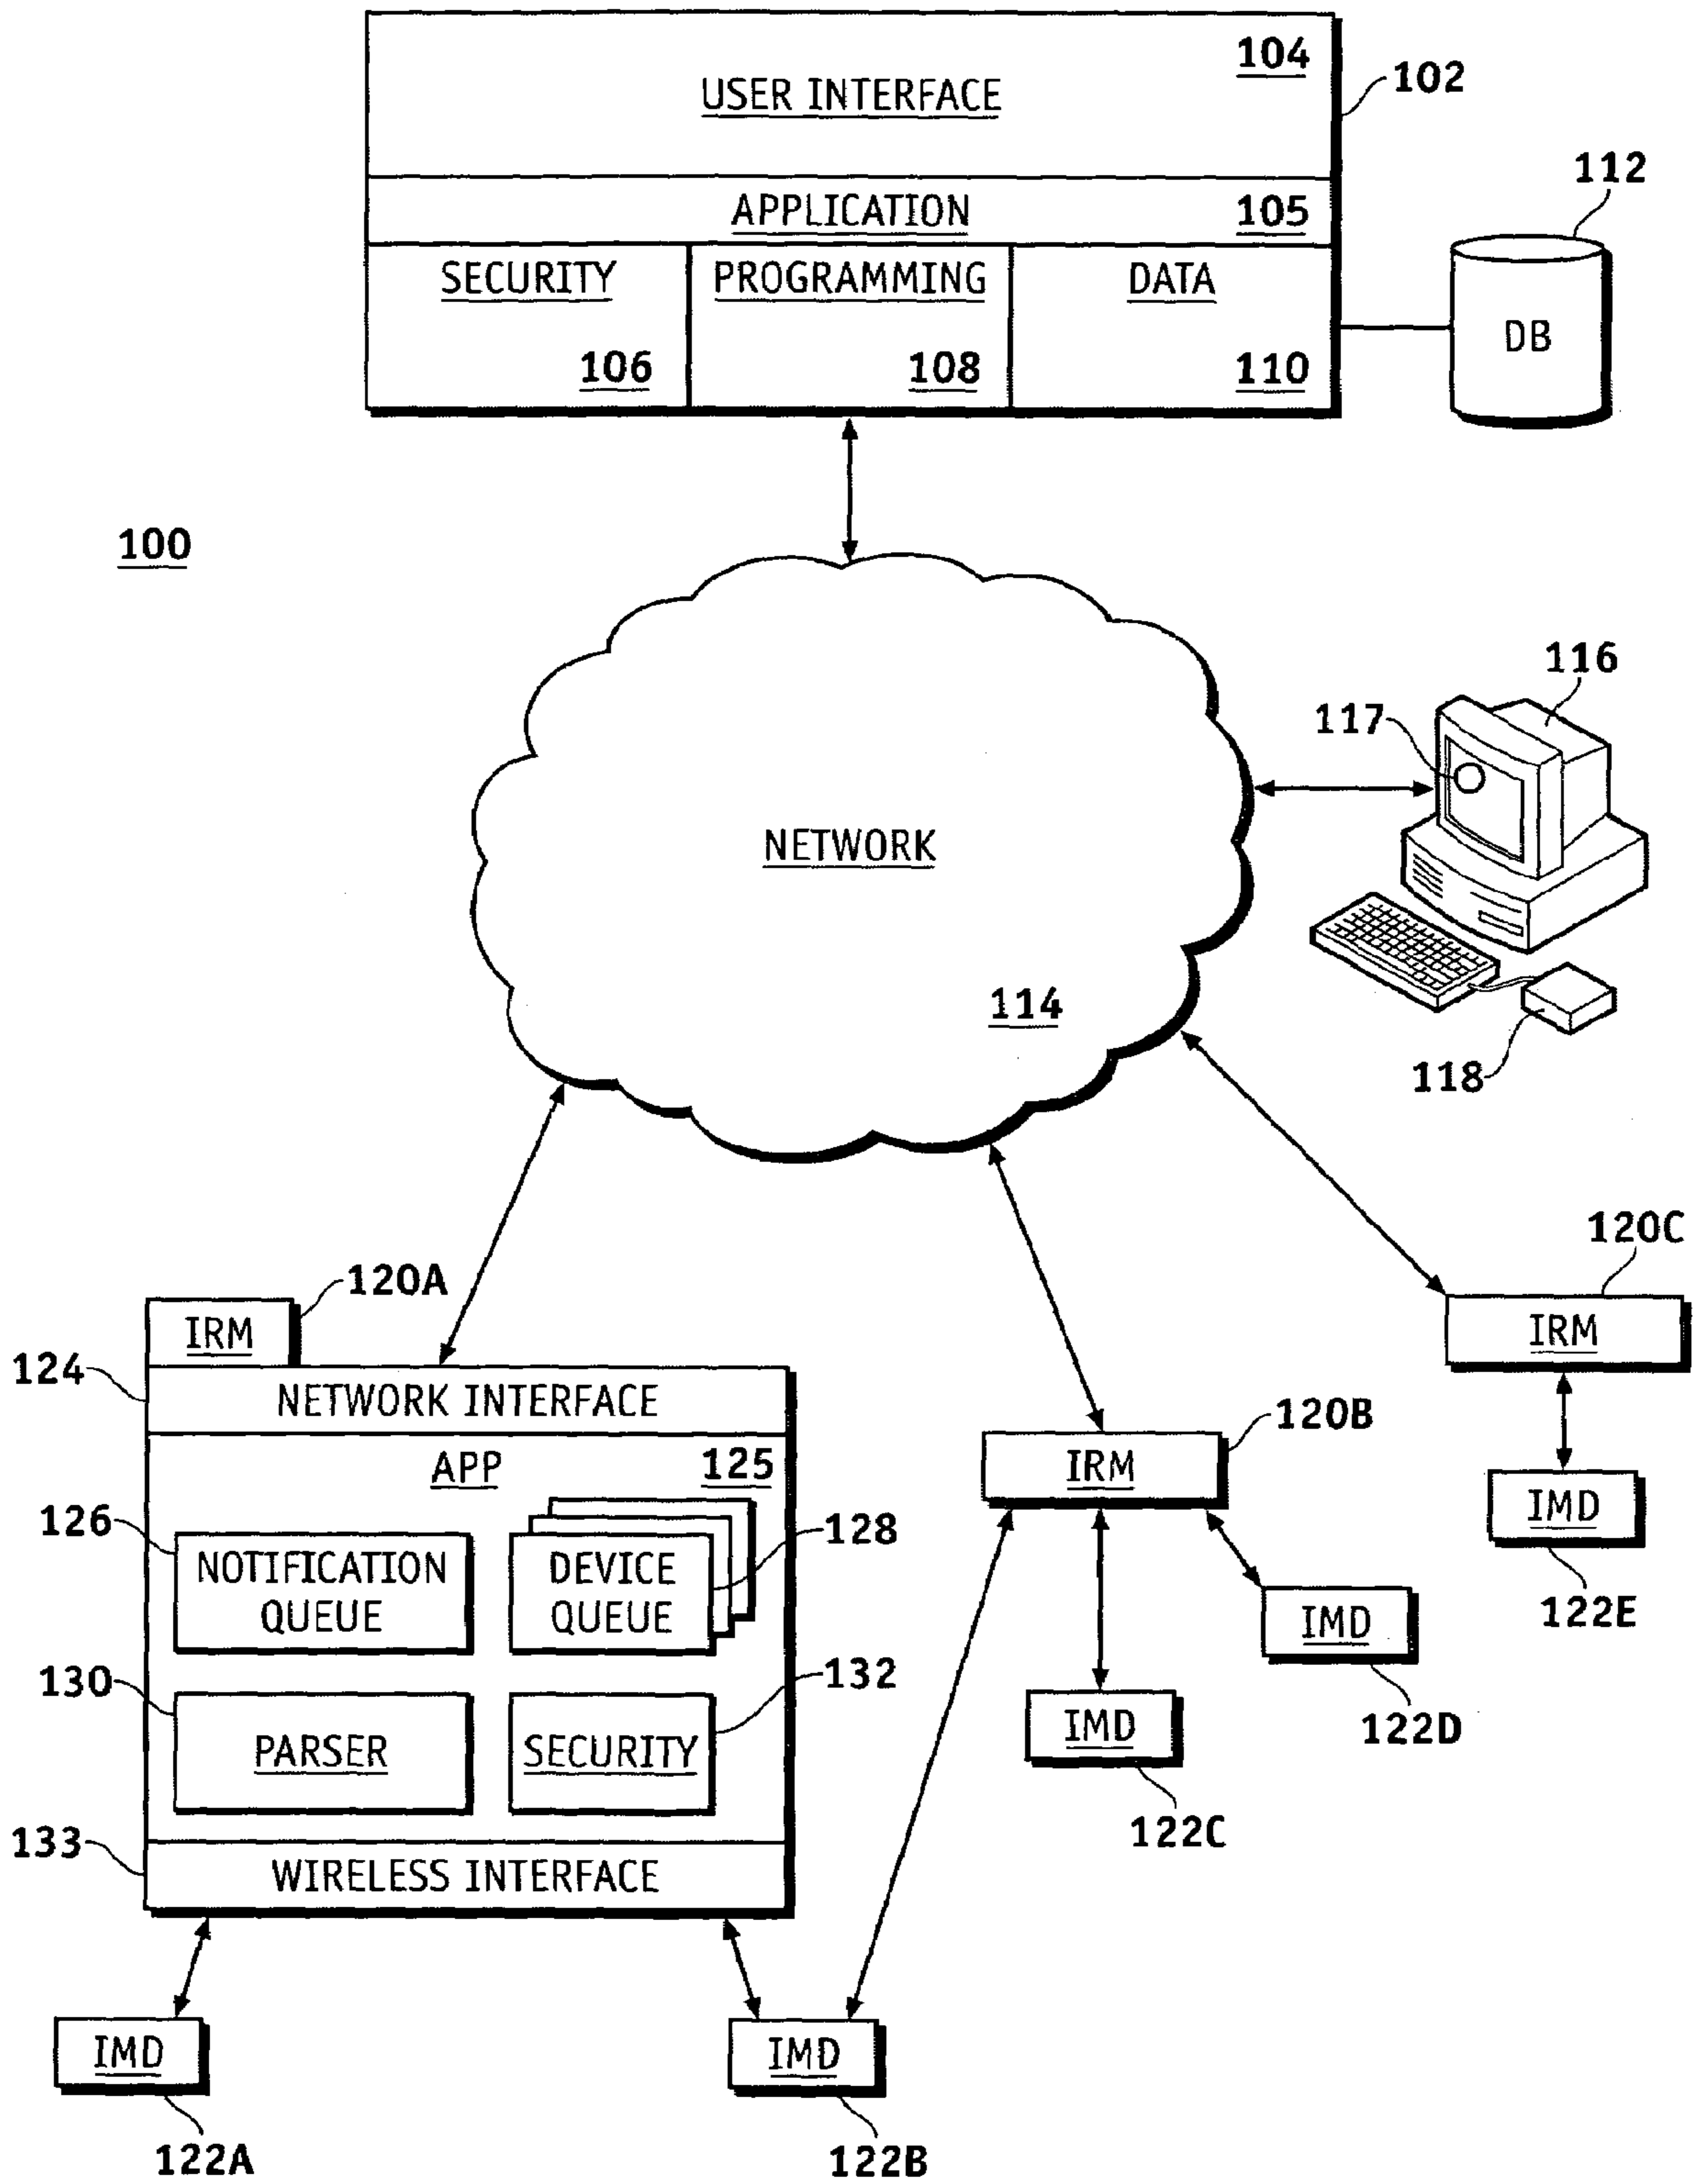 104
USER INTERFACE
102
112
APPLICATION
105
SECURITY
PROGRAMMING
DATA
DB
106
108
110
100
116
117
NETWORK
114
118
120C
120A
IRM
IRM
124
NETWORK INTERFACE
120B
APP
125
IRM
IMD
126
128
NOTIFICATION
QUEUE
DEVICE
QUEUE
122E
IMD
130
132
IMD
122D
PARSER
SECURITY
122C
133
WIRELESS INTERFACE
IMD
IMD
122A
122B